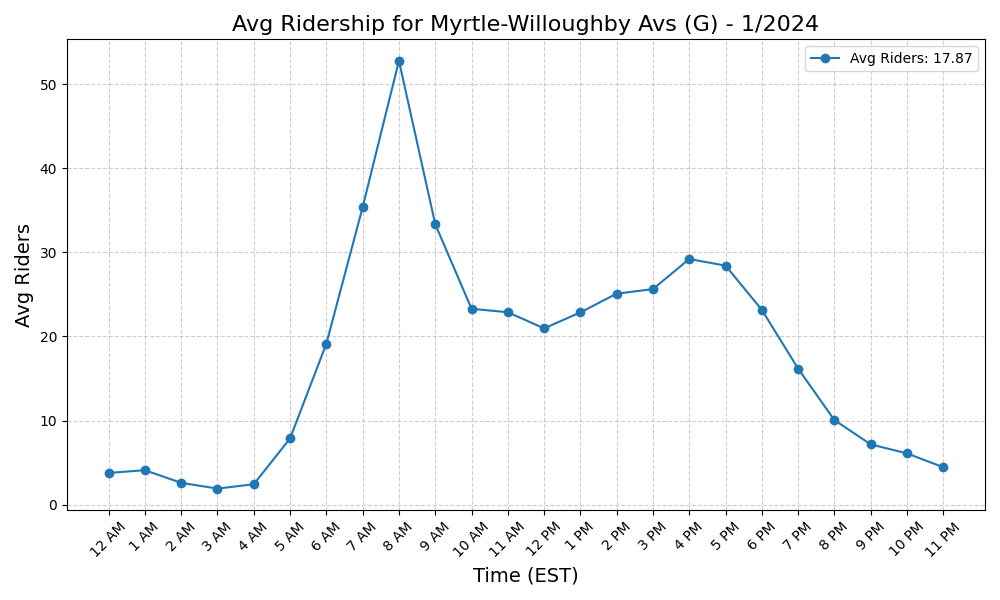 Avg Ridership for Myrtle-Willoughby Avs (G) - 1/2024
Avg Riders: 17.87
Avg Riders
50
40
30
20
10
0
12 AM
1 AM
2 AM
3 AM
4 AM
5 AM
6 AM
7 AM
8 AM
9 AM
10 AM
11 AM
12 PM
1 PM
2 PM
3 PM
4 PM
5 PM
6 PM
7 PM
8 PM
9 PM
10 PM
11 PM
Time (EST)